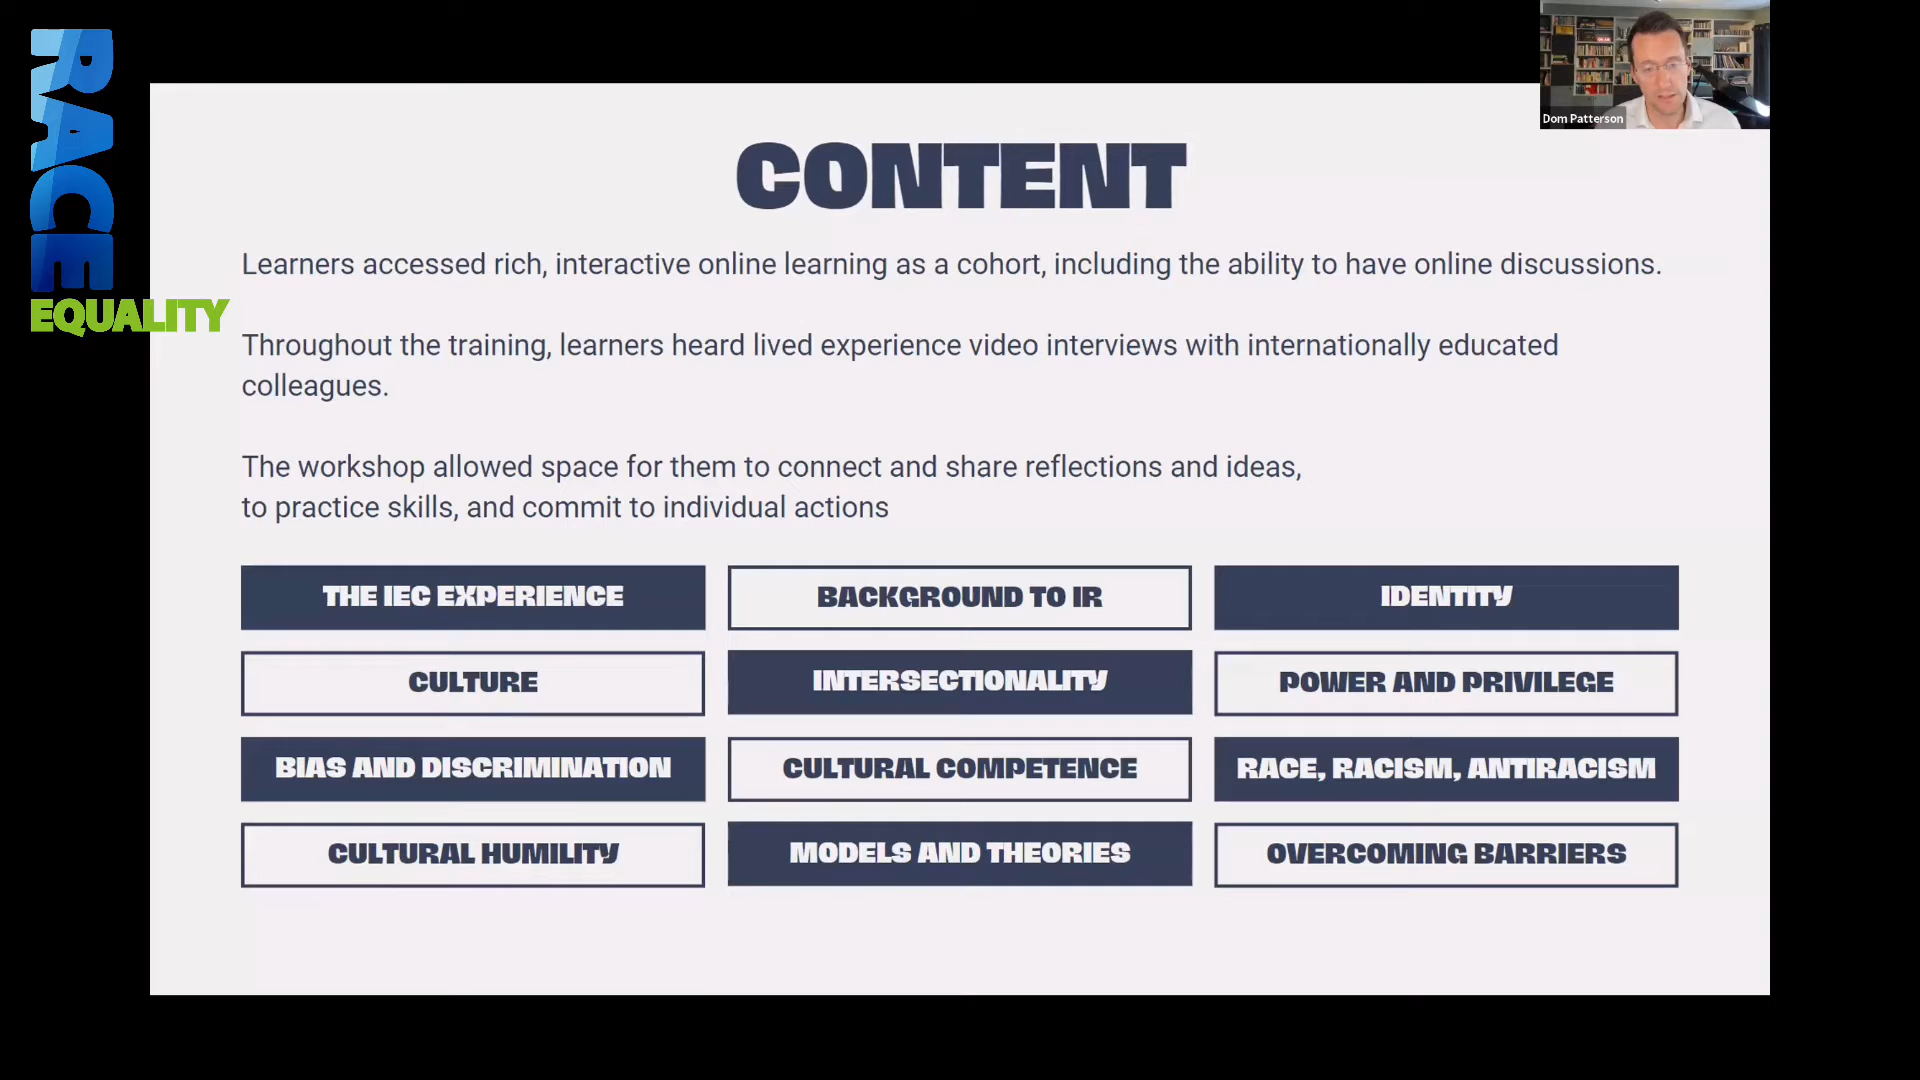 RACE
EQUALITY
Dom Patterson
CONTENT
Learners accessed rich, interactive online learning as a cohort, including the ability to have online discussions.
Throughout the training, learners heard lived experience video interviews with internationally educated
colleagues.
The workshop allowed space for them to connect and share reflections and ideas,
to practice skills, and commit to individual actions
THE IEC EXPERIENCE
BACKGROUND TO IR
IDENTITY
CULTURE
INTERSECTIONALITY
POWER AND PRIVILEGE
BIAS AND DISCRIMINATION
CULTURAL COMPETENCE
RACE, RACISM, ANTIRACISM
CULTURAL HUMILITY
MODELS AND THEORIES
OVERCOMING BARRIERS